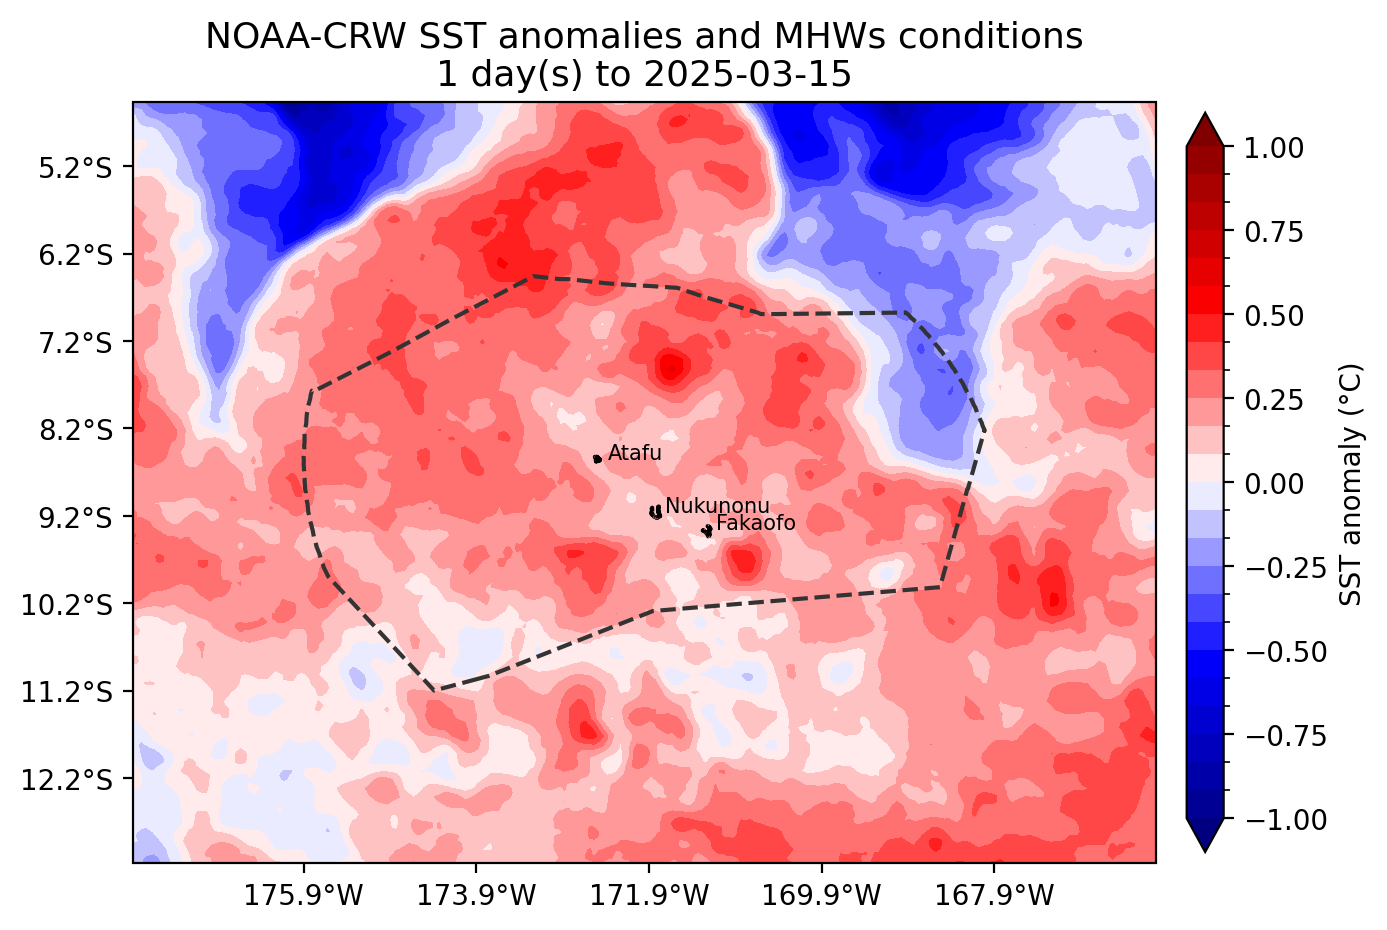 NOAA-CRW SST anomalies and MHWs conditions
1 day(s) to 2025-03-15
5.2°S
6.2°S
7.2°S
8.2°S
9.2°S
10.2°S
11.2°S
12.2°S
Atafu
Nukunonu
Fakaofo
175.9°W
173.9°W
171.9°W
169.9°W
167.9°W
1.00
0.75
0.50
0.25
0.00
−0.25
−0.50
−0.75
−1.00
SST anomaly (°C)